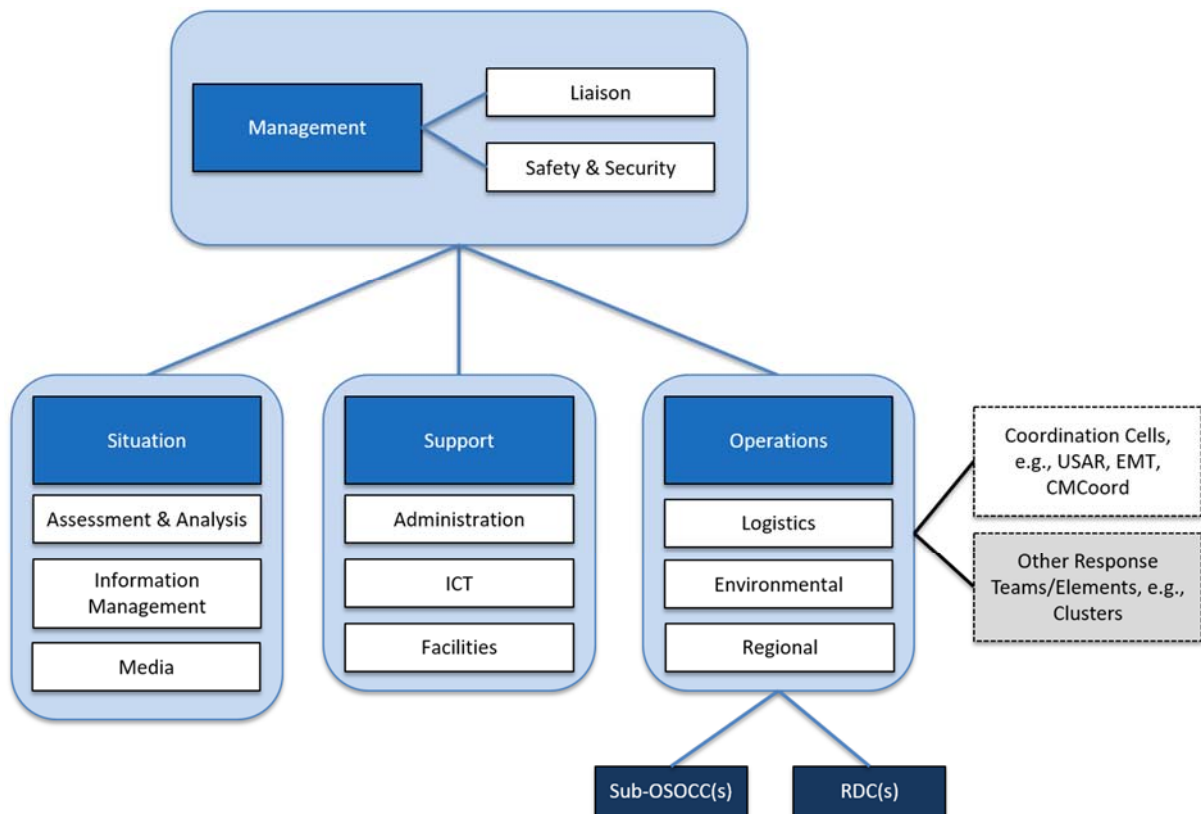 Management
Liaison
Safety & Security
Situation
Assessment & Analysis
Information
Management
Media
Support
Administration
ICT
Facilities
Operations
Logistics
Environmental
Regional
Coordination Cells,
e.g., USAR, EMT,
CMCoord
Other Response
Teams/Elements, e.g.,
Clusters
Sub-OSOCC(s)
RDC(s)